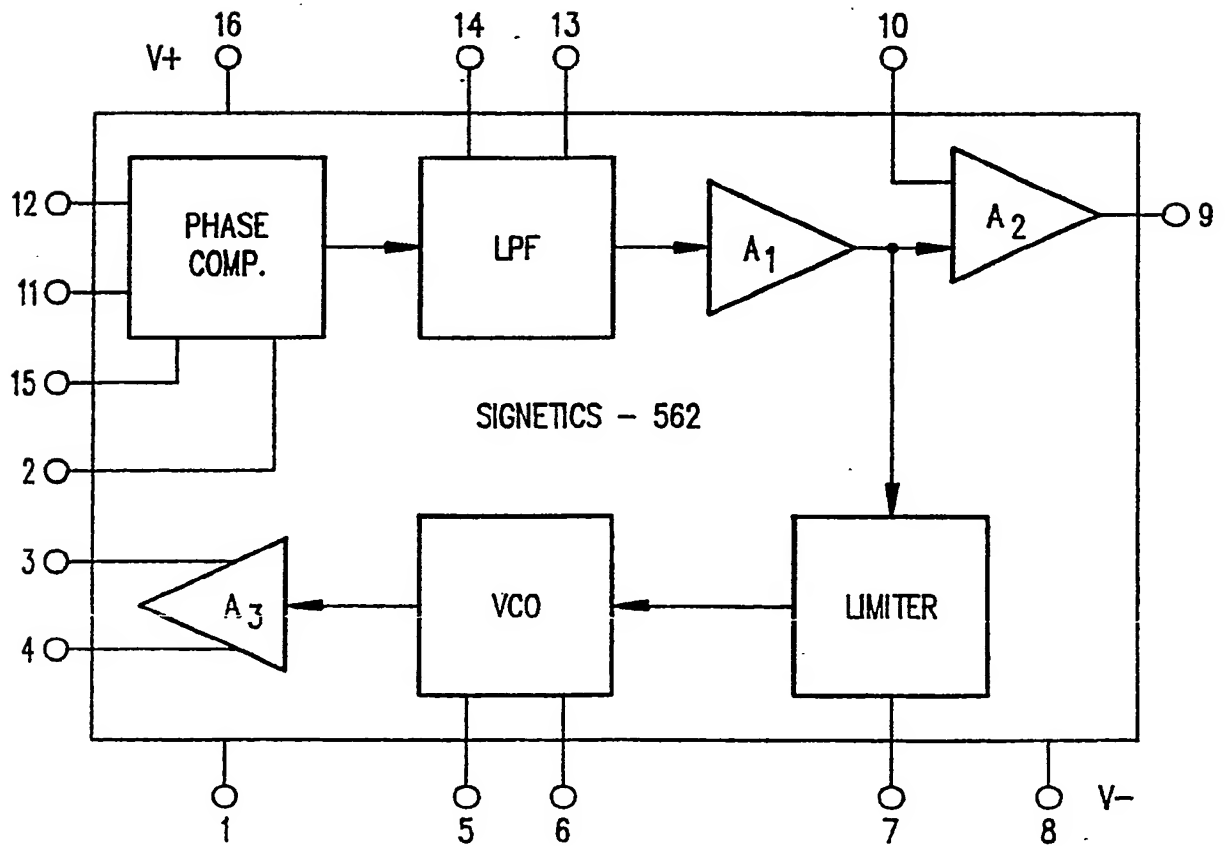 16
14
13
10
V+
12
PHASE
COMP.
LPF
A1
A2
9
11
15
SIGNETICS - 562
2
3
A3
VCO
LIMITER
4
1
5
6
7
8
V-